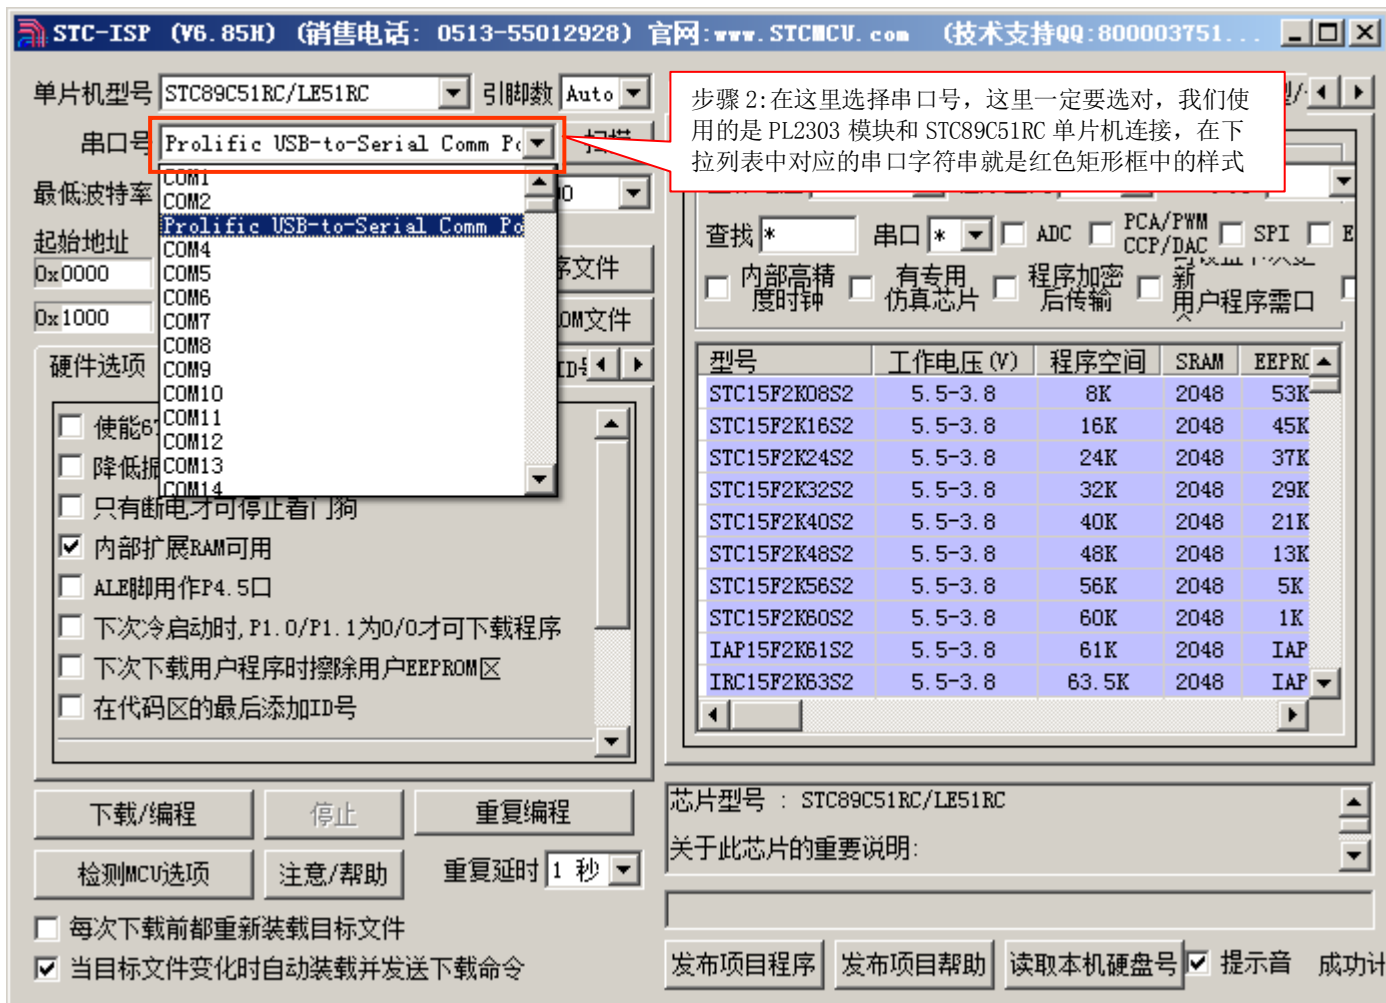 STC-ISP (V6.85H) (销售电话: 0513-55012928) 官网:www.STCMCU.com (技术支持QQ:800003751...
单片机型号 STC89C51RC/LE51RC 引脚数 Auto
串口号 Prolific USB-to-Serial Comm Po 扫描
步骤 2:在这里选择串口号，这里一定要选对，我们使
用的是 PL2303 模块和 STC89C51RC 单片机连接，在下
拉列表中对应的串口字符串就是红色矩形框中的样式
最低波特率
COM1
COM2
Prolific USB-to-Serial Comm Po
COM4
COM5
COM6
COM7
COM8
COM9
COM10
COM11
COM12
COM13
COM14
起始地址
0x0000 序文件
0x1000 OM文件
硬件选项
使能6
降低振
只有断电才可停止看门狗
内部扩展RAM可用
ALE脚用作P4.5口
下次冷启动时,P1.0/P1.1为0/0才可下载程序
下次下载用户程序时擦除用户EEPROM区
在代码区的最后添加ID号
查找 * 串口 * ADC PCA/PWM CCP/DAC SPI E
内部高精度时钟 有专用仿真芯片 程序加密后传输 新用户程序需口
型号 工作电压(V) 程序空间 SRAM EEPRO
STC15F2K08S2 5.5-3.8 8K 2048 53K
STC15F2K16S2 5.5-3.8 16K 2048 45K
STC15F2K24S2 5.5-3.8 24K 2048 37K
STC15F2K32S2 5.5-3.8 32K 2048 29K
STC15F2K40S2 5.5-3.8 40K 2048 21K
STC15F2K48S2 5.5-3.8 48K 2048 13K
STC15F2K56S2 5.5-3.8 56K 2048 5K
STC15F2K60S2 5.5-3.8 60K 2048 1K
IAP15F2K61S2 5.5-3.8 61K 2048 IAP
IRC15F2K63S2 5.5-3.8 63.5K 2048 IAP
下载/编程 停止 重复编程
检测MCU选项 注意/帮助 重复延时 1 秒
每次下载前都重新装载目标文件
当目标文件变化时自动装载并发送下载命令
芯片型号 : STC89C51RC/LE51RC
关于此芯片的重要说明:
发布项目程序 发布项目帮助 读取本机硬盘号 提示音 成功计